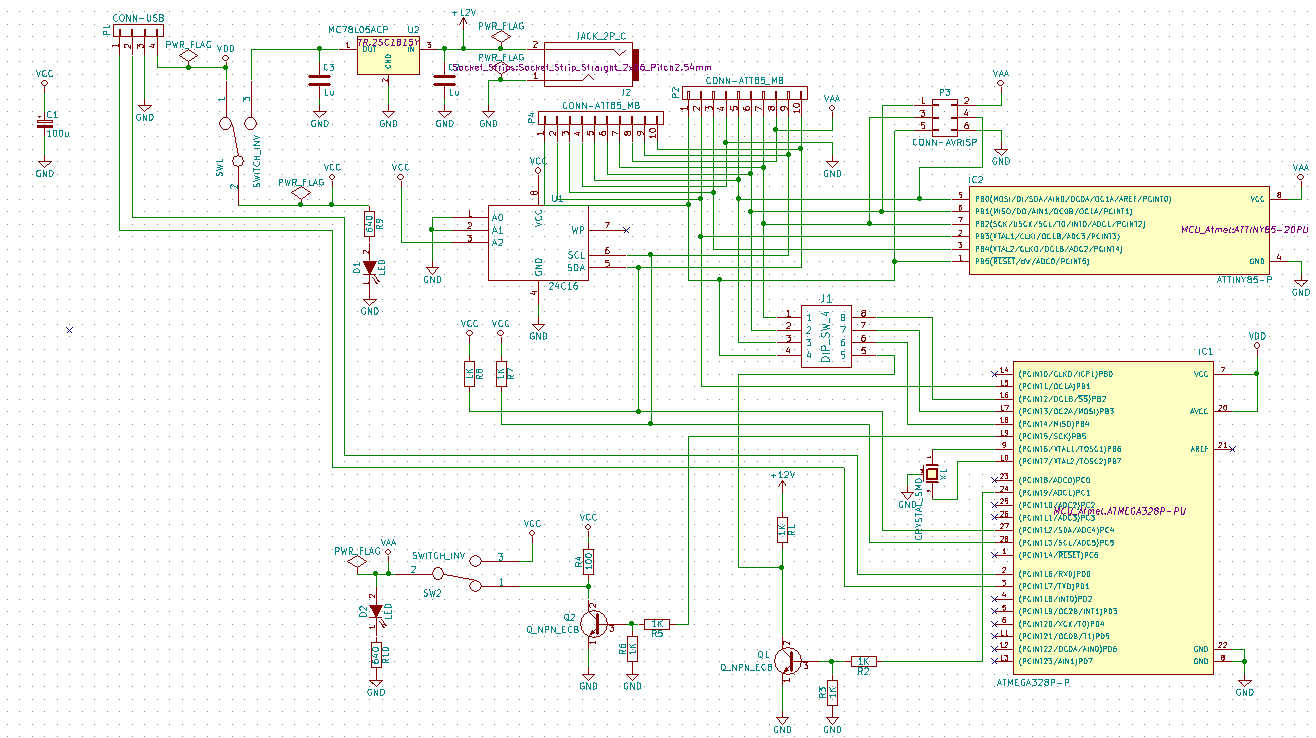 CONN-USB
P1
1 2 3 4
PWR_FLAG
VDD
GND
VCC
C1
100u
GND
MC78L05ACP
U2
TR,2SC1815Y
OUT
IN
GND
1
3
2
GND
C3
1u
GND
1u
GND
+12V
PWR_FLAG
PWR_FLAG
JACK_2P_C
2
1
J2
GND
Socket_Strips:Socket_Strip_Straight_2x06_Pitch2.54mm
SW1
SWITCH_INV
1
3
2
PWR_FLAG
VCC
R9
640
2
D1
LED
1
GND
VCC
CONN-ATT85_MB
P4
1 2 3 4 5 6 7 8 9 10
CONN-ATT85_MB
P2
1 2 3 4 5 6 7 8 9 10
VAA
GND
VCC
8
U1
1
2
3
A0
A1
A2
VCC
GND
WP
SCL
SDA
7
6
5
4
24C16
GND
GND
P3
1 2
3 4
5 6
CONN-AVRISP
VAA
GND
IC2
5
6
7
2
3
1
PB0(MOSI/DI/SDA/AIN0/OC0A/OC1A/AREF/PCINT0)
PB1(MISO/DO/AIN1/OC0B/OC1A/PCINT1)
PB2(SCK/USCK/SCL/T0/INT0/ADC1/PCINT2)
PB3(XTAL1/CLKI/OC1B/ADC3/PCINT3)
PB4(XTAL2/CLKO/OC1B/ADC2/PCINT4)
PB5(RESET/dW/ADC0/PCINT5)
VCC
GND
8
4
VAA
GND
MCU_Atmel:ATTINY85-20PU
ATTINY85-P
J1
DIP_SW_4
1 8
2 7
3 6
4 5
VCC
VCC
1K
R8
1K
R7
IC1
VDD
14
15
16
17
18
19
9
10
(PCINT0/CLKO/ICP1)PB0
(PCINT1/OC1A)PB1
(PCINT2/OC1B/SS)PB2
(PCINT3/OC2A/MOSI)PB3
(PCINT4/MISO)PB4
(PCINT5/SCK)PB5
(PCINT6/XTAL1/TOSC1)PB6
(PCINT7/XTAL2/TOSC2)PB7
23
24
25
26
27
28
1
(PCINT8/ADC0)PC0
(PCINT9/ADC1)PC1
(PCINT10/ADC2)PC2
(PCINT11/ADC3)PC3
(PCINT12/SDA/ADC4)PC4
(PCINT13/SCL/ADC5)PC5
(PCINT14/RESET)PC6
MCU_Atmel:ATMEGA328P-PU
2
3
4
5
6
11
12
13
(PCINT16/RXD)PD0
(PCINT17/TXD)PD1
(PCINT18/INT0)PD2
(PCINT19/OC2B/INT1)PD3
(PCINT20/XCK/T0)PD4
(PCINT21/OC0B/T1)PD5
(PCINT22/OC0A/AIN0)PD6
(PCINT23/AIN1)PD7
VCC
AVCC
AREF
GND
GND
7
20
21
22
8
GND
ATMEGA328P-P
X1
CRYSTAL_SMD
GND
+12V
1K
R1
PWR_FLAG
VAA
SWITCH_INV
2
3
1
SW2
VCC
VCC
R4
100
2
D2
LED
1
640
R10
GND
Q2
Q_NPN_ECB
2
3
1
GND
1K
R5
R6
1K
GND
Q1
Q_NPN_ECB
2
3
1
GND
1K
R2
R3
1K
GND